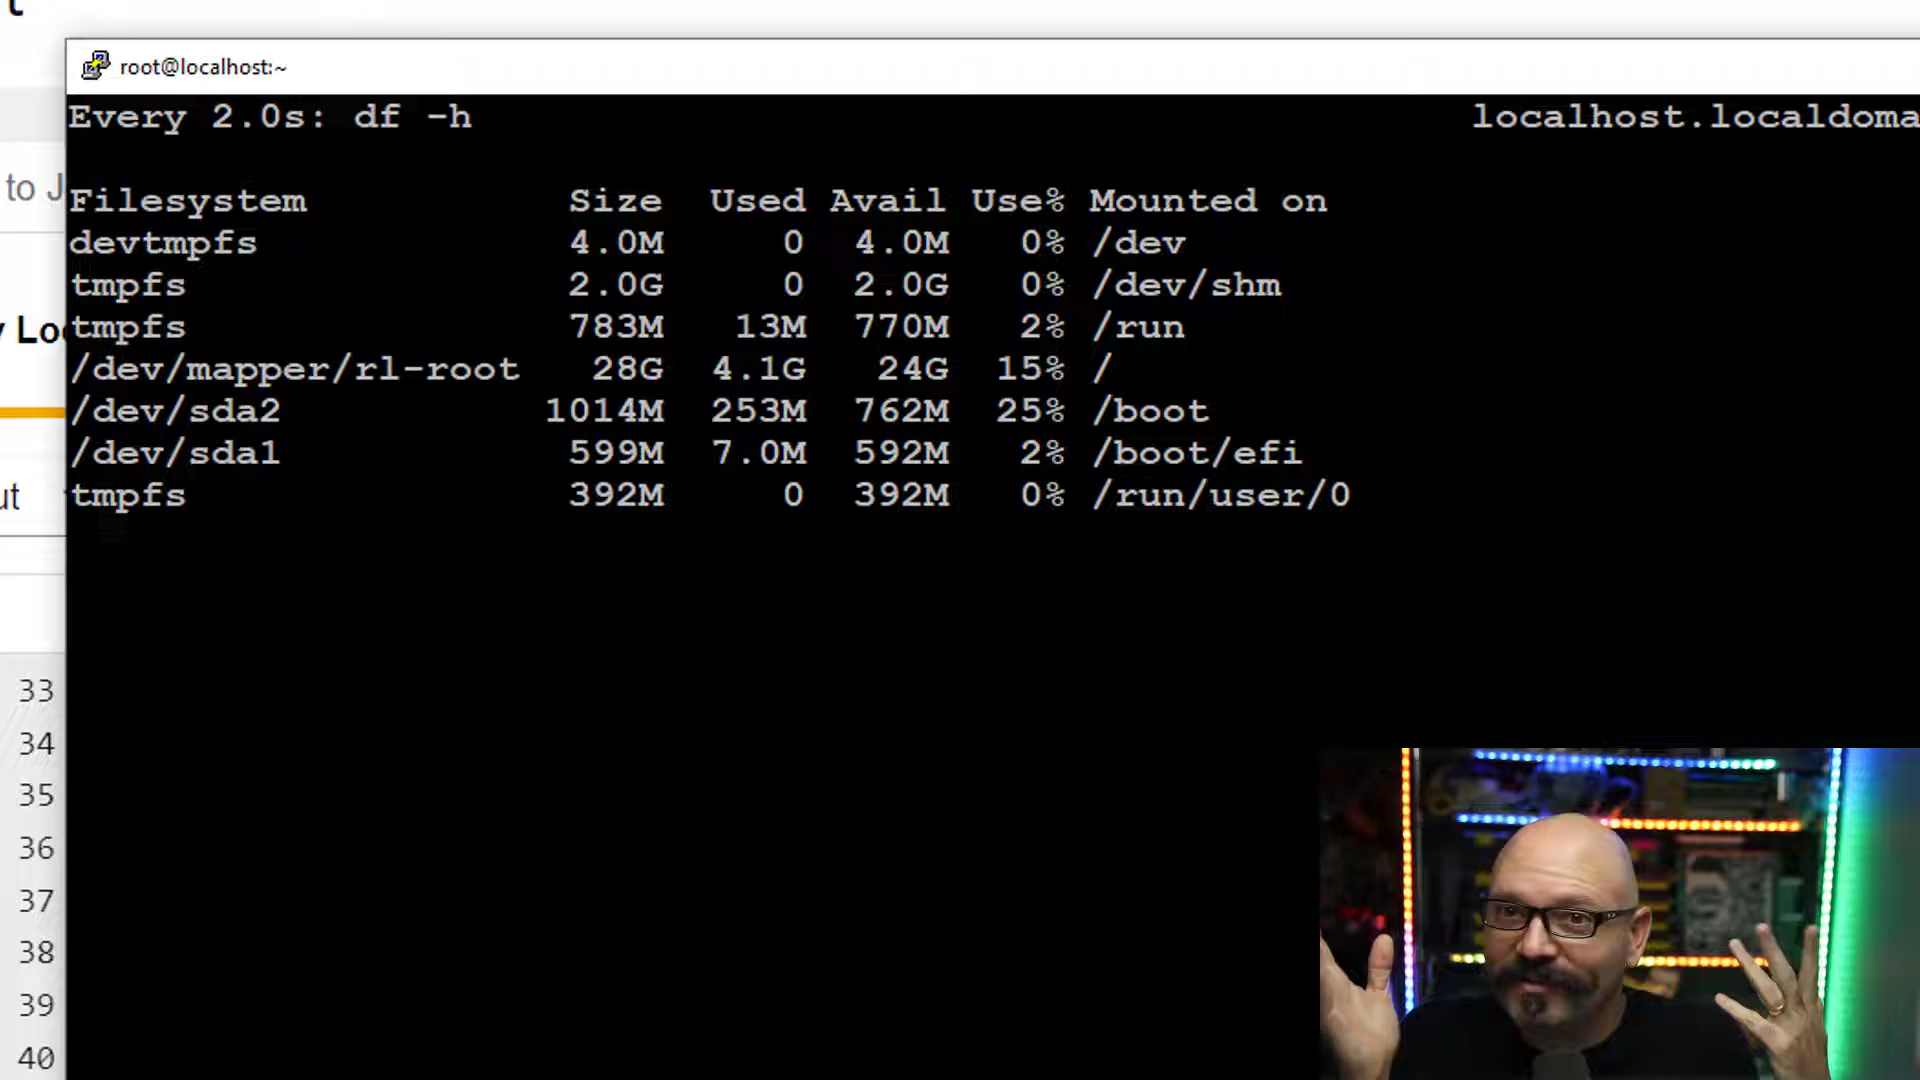 root@localhost:~
Every 2.0s: df -h localhost.localdoma
to J
Filesystem Size Used Avail Use% Mounted on
devtmpfs 4.0M 0 4.0M 0% /dev
tmpfs 2.0G 0 2.0G 0% /dev/shm
tmpfs 783M 13M 770M 2% /run
/dev/mapper/rl-root 28G 4.1G 24G 15% /
/dev/sda2 1014M 253M 762M 25% /boot
/dev/sda1 599M 7.0M 592M 2% /boot/efi
tmpfs 392M 0 392M 0% /run/user/0
33
34
35
36
37
38
39
40